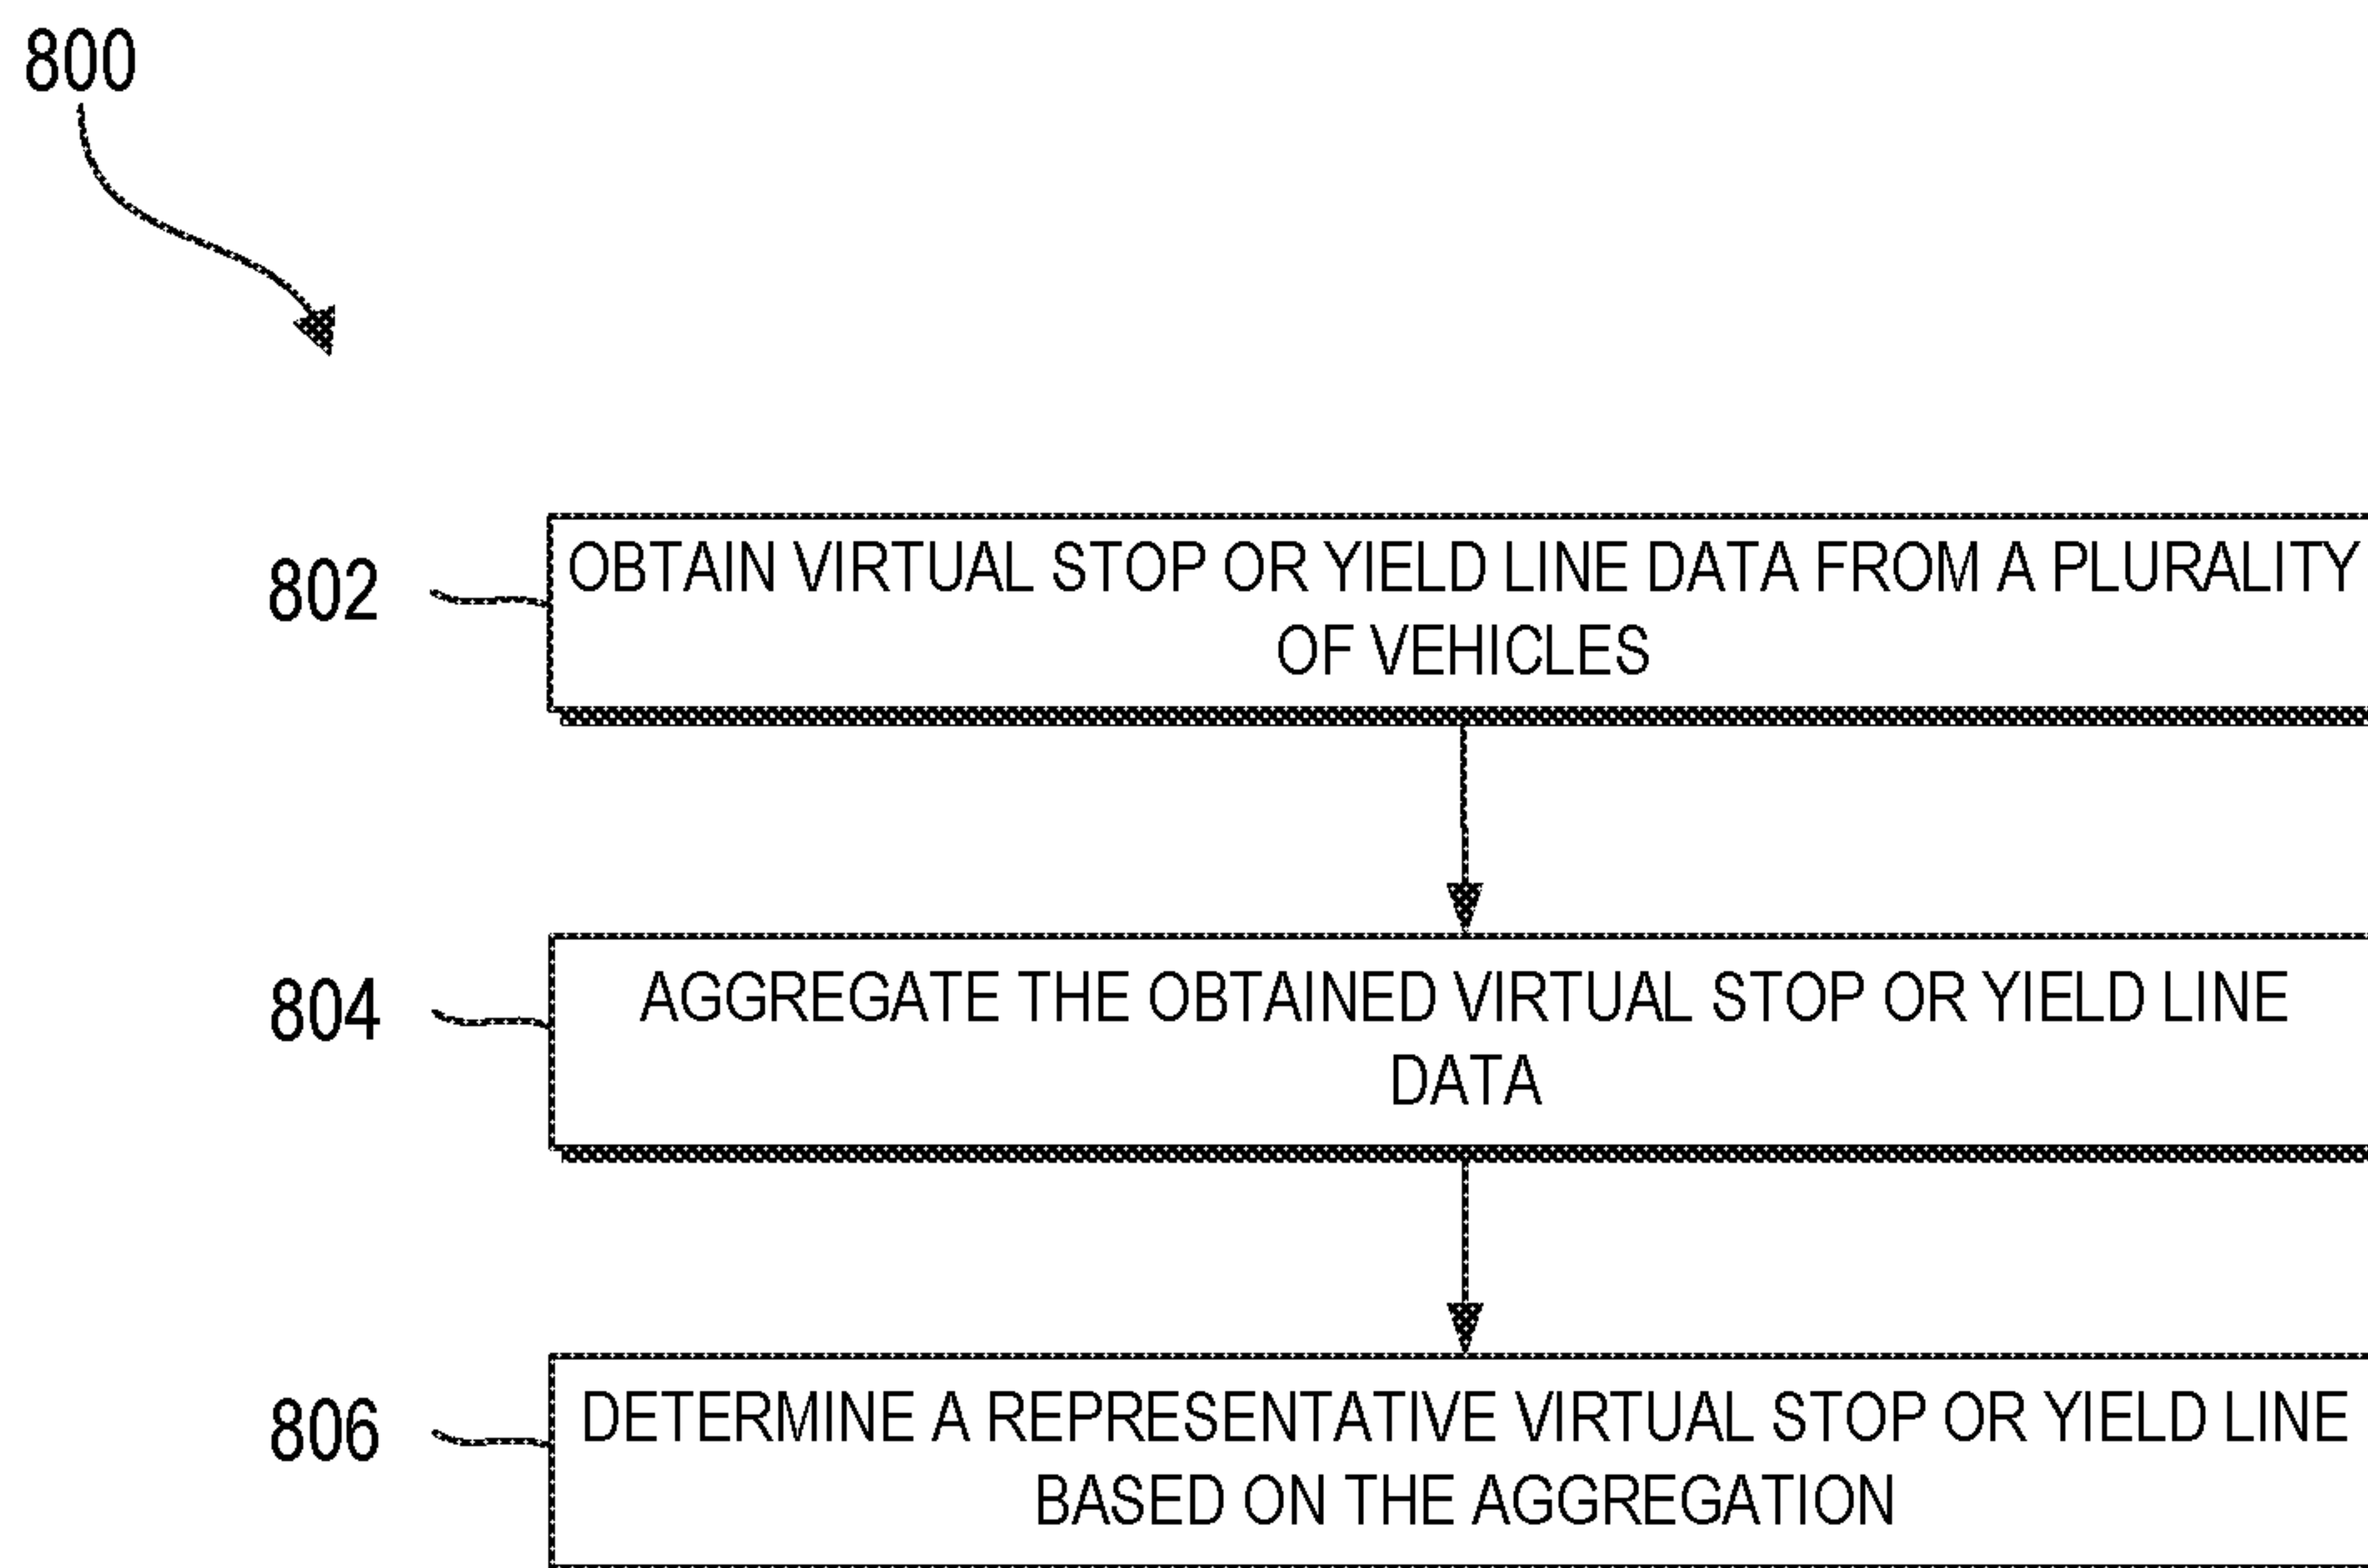 800
802
OBTAIN VIRTUAL STOP OR YIELD LINE DATA FROM A PLURALITY
OF VEHICLES
804
AGGREGATE THE OBTAINED VIRTUAL STOP OR YIELD LINE
DATA
806
DETERMINE A REPRESENTATIVE VIRTUAL STOP OR YIELD LINE
BASED ON THE AGGREGATION